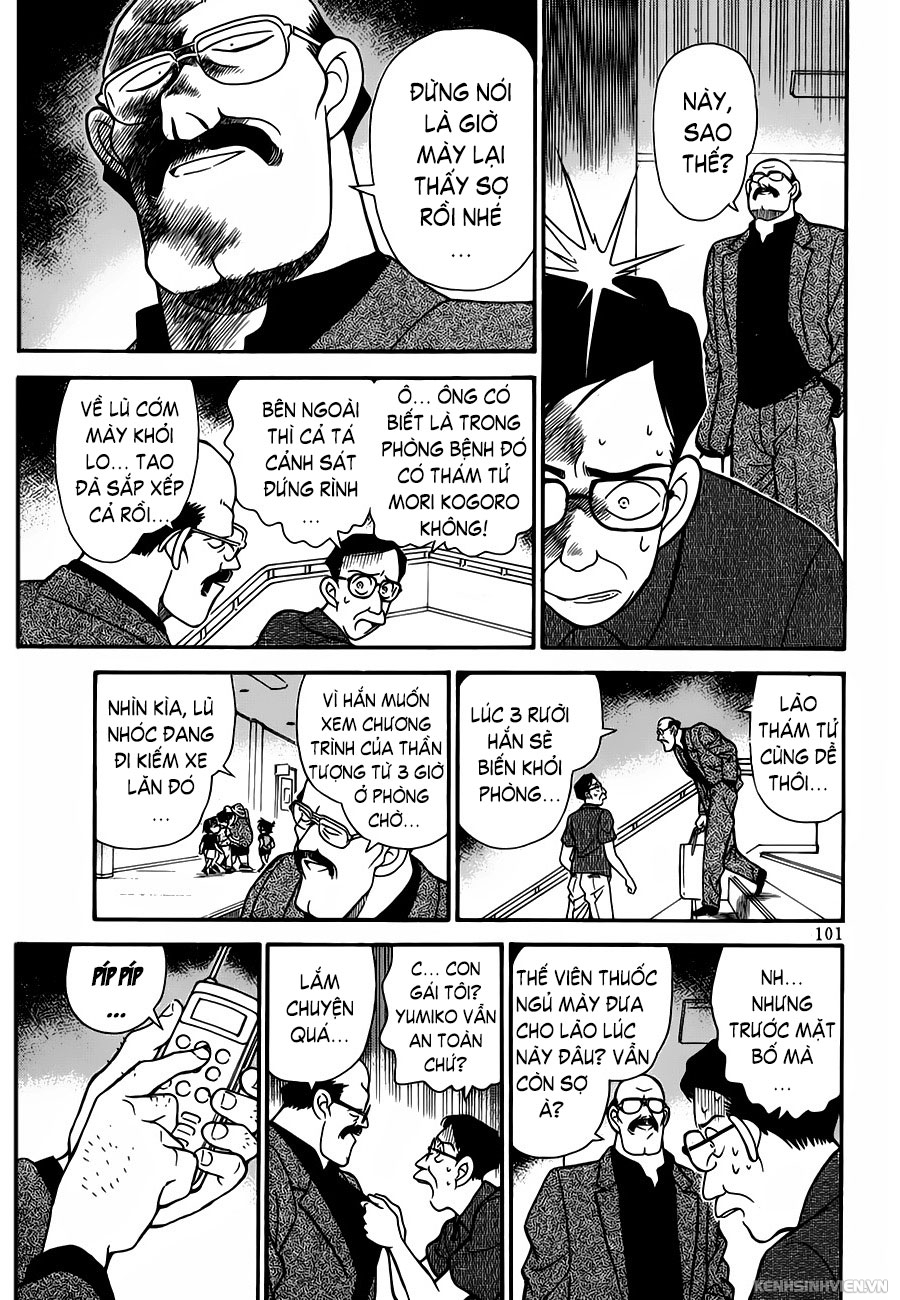 NÀY,
SAO
THẾ?
ĐỪNG NÓI
LÀ GIỜ
MÀY LẠI
THẤY SỢ
RỒI NHÉ
...
Ô... ÔNG CÓ
BIẾT LÀ TRONG
PHÒNG BỆNH ĐÓ
CÓ THÁM TỬ
MORI KOGORO
KHÔNG!
BÊN NGOÀI
THÌ CẢ TÁ
CẢNH SÁT
ĐỨNG RÌNH
...
VỀ LŨ CỚM
MÀY KHỎI
LO... TAO
ĐÃ SẮP XẾP
CẢ RỒI...
LÃO
THÁM TỬ
CŨNG DỄ
THÔI...
LÚC 3 RƯỠI
HẮN SẼ
BIẾN KHỎI
PHÒNG...
VÌ HẮN MUỐN
XEM CHƯƠNG
TRÌNH CỦA THẦN
TƯỢNG TỪ 3 GIỜ
Ở PHÒNG
CHỜ...
NHÌN KÌA, LŨ
NHÓC ĐANG
ĐI KIẾM XE
LĂN ĐÓ
...
101
NH...
NHƯNG
TRƯỚC MẶT
BỐ MÀ
...
THẾ VIÊN THUỐC
NGỦ MÀY ĐƯA
CHO LÃO LÚC
NÀY ĐÂU? VẪN
CÒN SỢ
À?
C... CON
GÁI TÔI?
YUMIKO VẨN
AN TOÀN
CHỨ?
LẮM
CHUYỆN
QUÁ...
PÍP PÍP
...
KENHSINHVIEN.VN